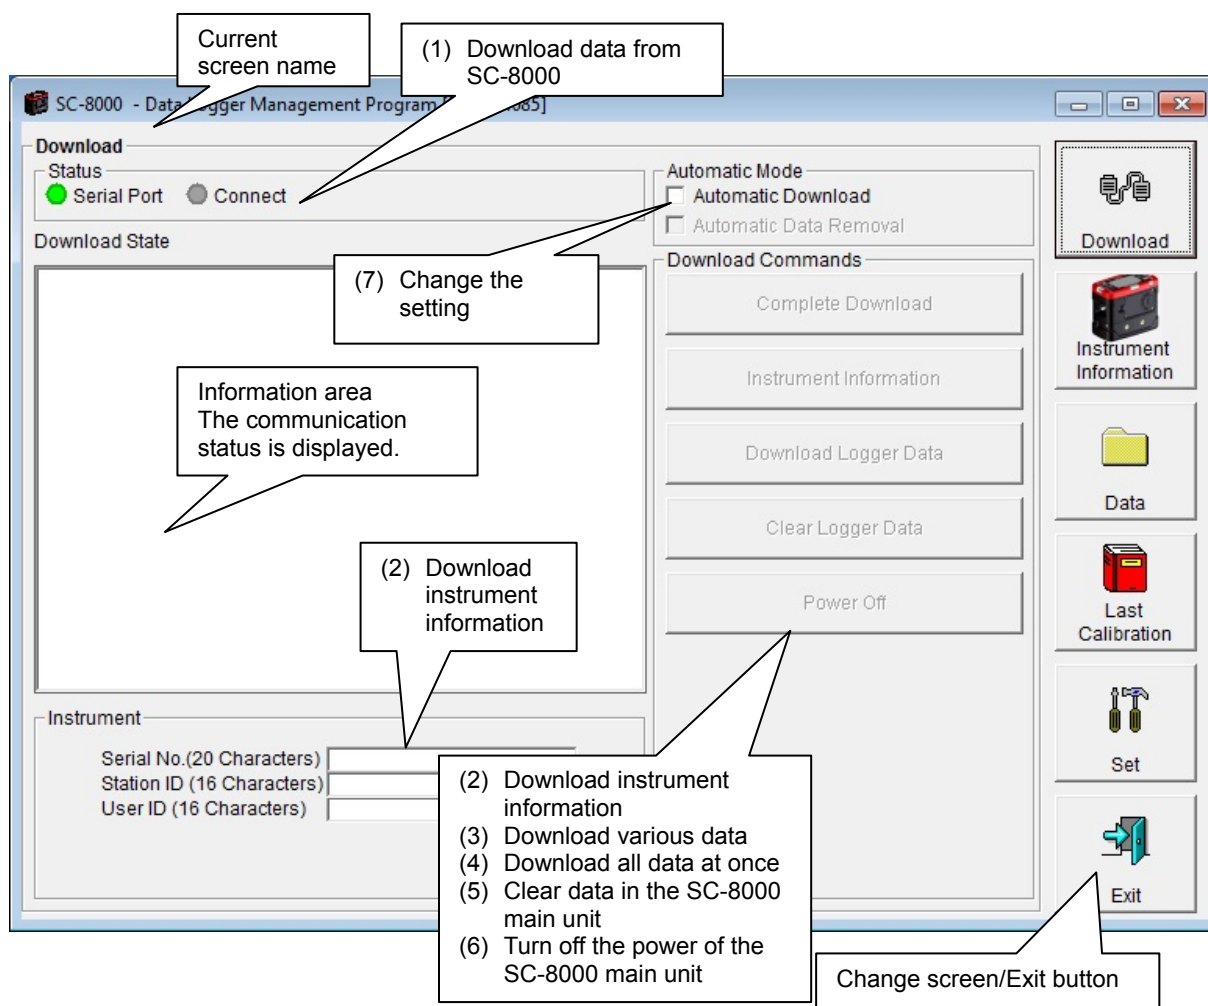 Current
screen name
(1) Download data from
SC-8000
SC-8000 - Data Logger Management Program
085]
Download
Status
Serial Port
Connect
Automatic Mode
Automatic Download
Automatic Data Removal
Download State
(7) Change the
setting
Download Commands
Complete Download
Instrument Information
Download Logger Data
Clear Logger Data
Power Off
Information area
The communication
status is displayed.
(2) Download
instrument
information
Instrument
Serial No.(20 Characters)
Station ID (16 Characters)
User ID (16 Characters)
(2) Download instrument
information
(3) Download various data
(4) Download all data at once
(5) Clear data in the SC-8000
main unit
(6) Turn off the power of the
SC-8000 main unit
Download
Instrument
Information
Data
Last
Calibration
Set
Exit
Change screen/Exit button